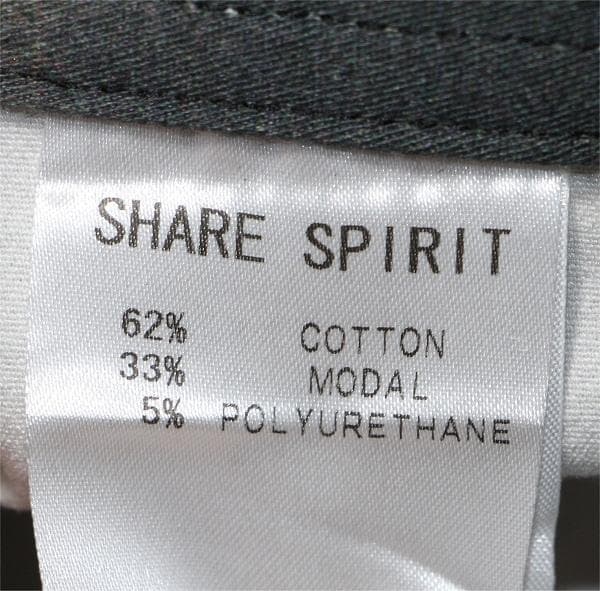 SHARE SPIRIT
62% COTTON
33% MODAL
5% POLYURETHANE